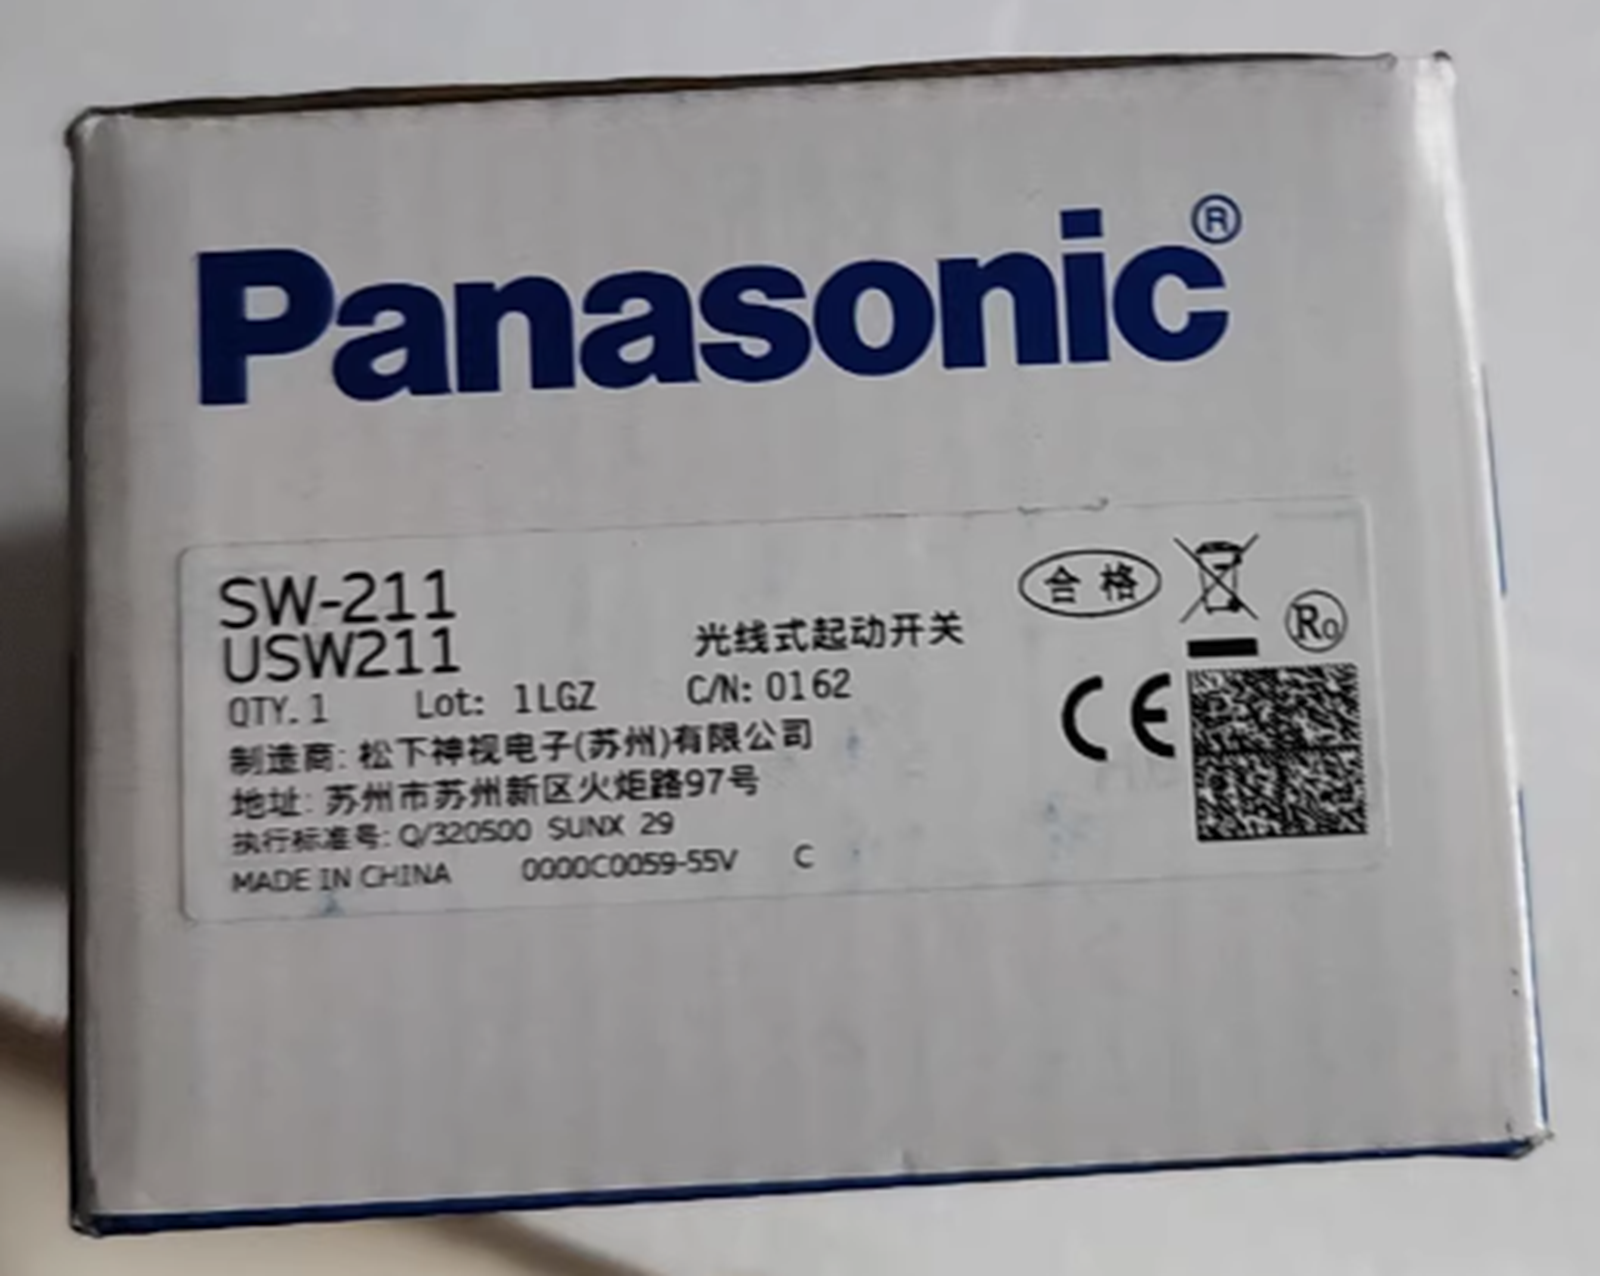 Panasonic®
SW-211
USW211
光线式起动开关
合格
R0
QTY. 1 Lot: 1LGZ C/N: 0162
CE
制造商: 松下神视电子(苏州)有限公司
地址: 苏州市苏州新区火炬路97号
执行标准号: Q/320500 SUNX 29
MADE IN CHINA 0000C0059-55V C